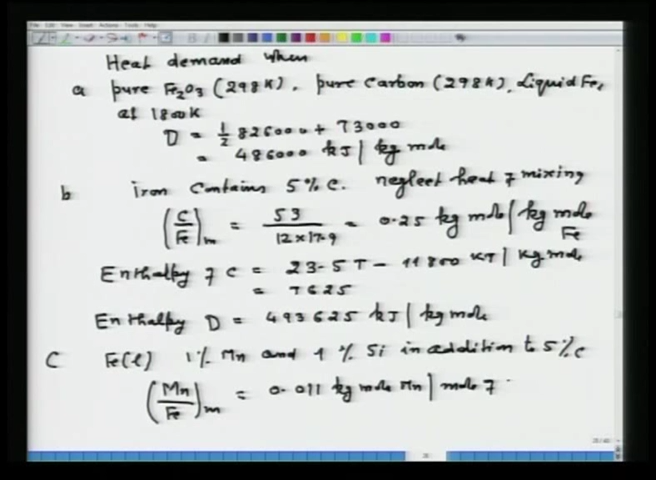 Heat demand when
a pure Fe2O3 (298K), pure Carbon (298K), Liquid Fe,
at 1800K
D = 1/2 826000 + 73000
= 486000 kJ | kg mole
b iron contains 5% C. neglect heat of mixing
(C/Fe)m = 53 / 12×17.9 = 0.25 kg mole | kg mole Fe
Enthalpy of C = 23.5 T - 11800 KJ | Kg mole
= 7625
Enthalpy D = 493625 kJ | kg mole
C Fe(l) 1% Mn and 1% Si in addition to 5% C
(Mn/Fe)m = 0.011 kg mole Mn | mole of